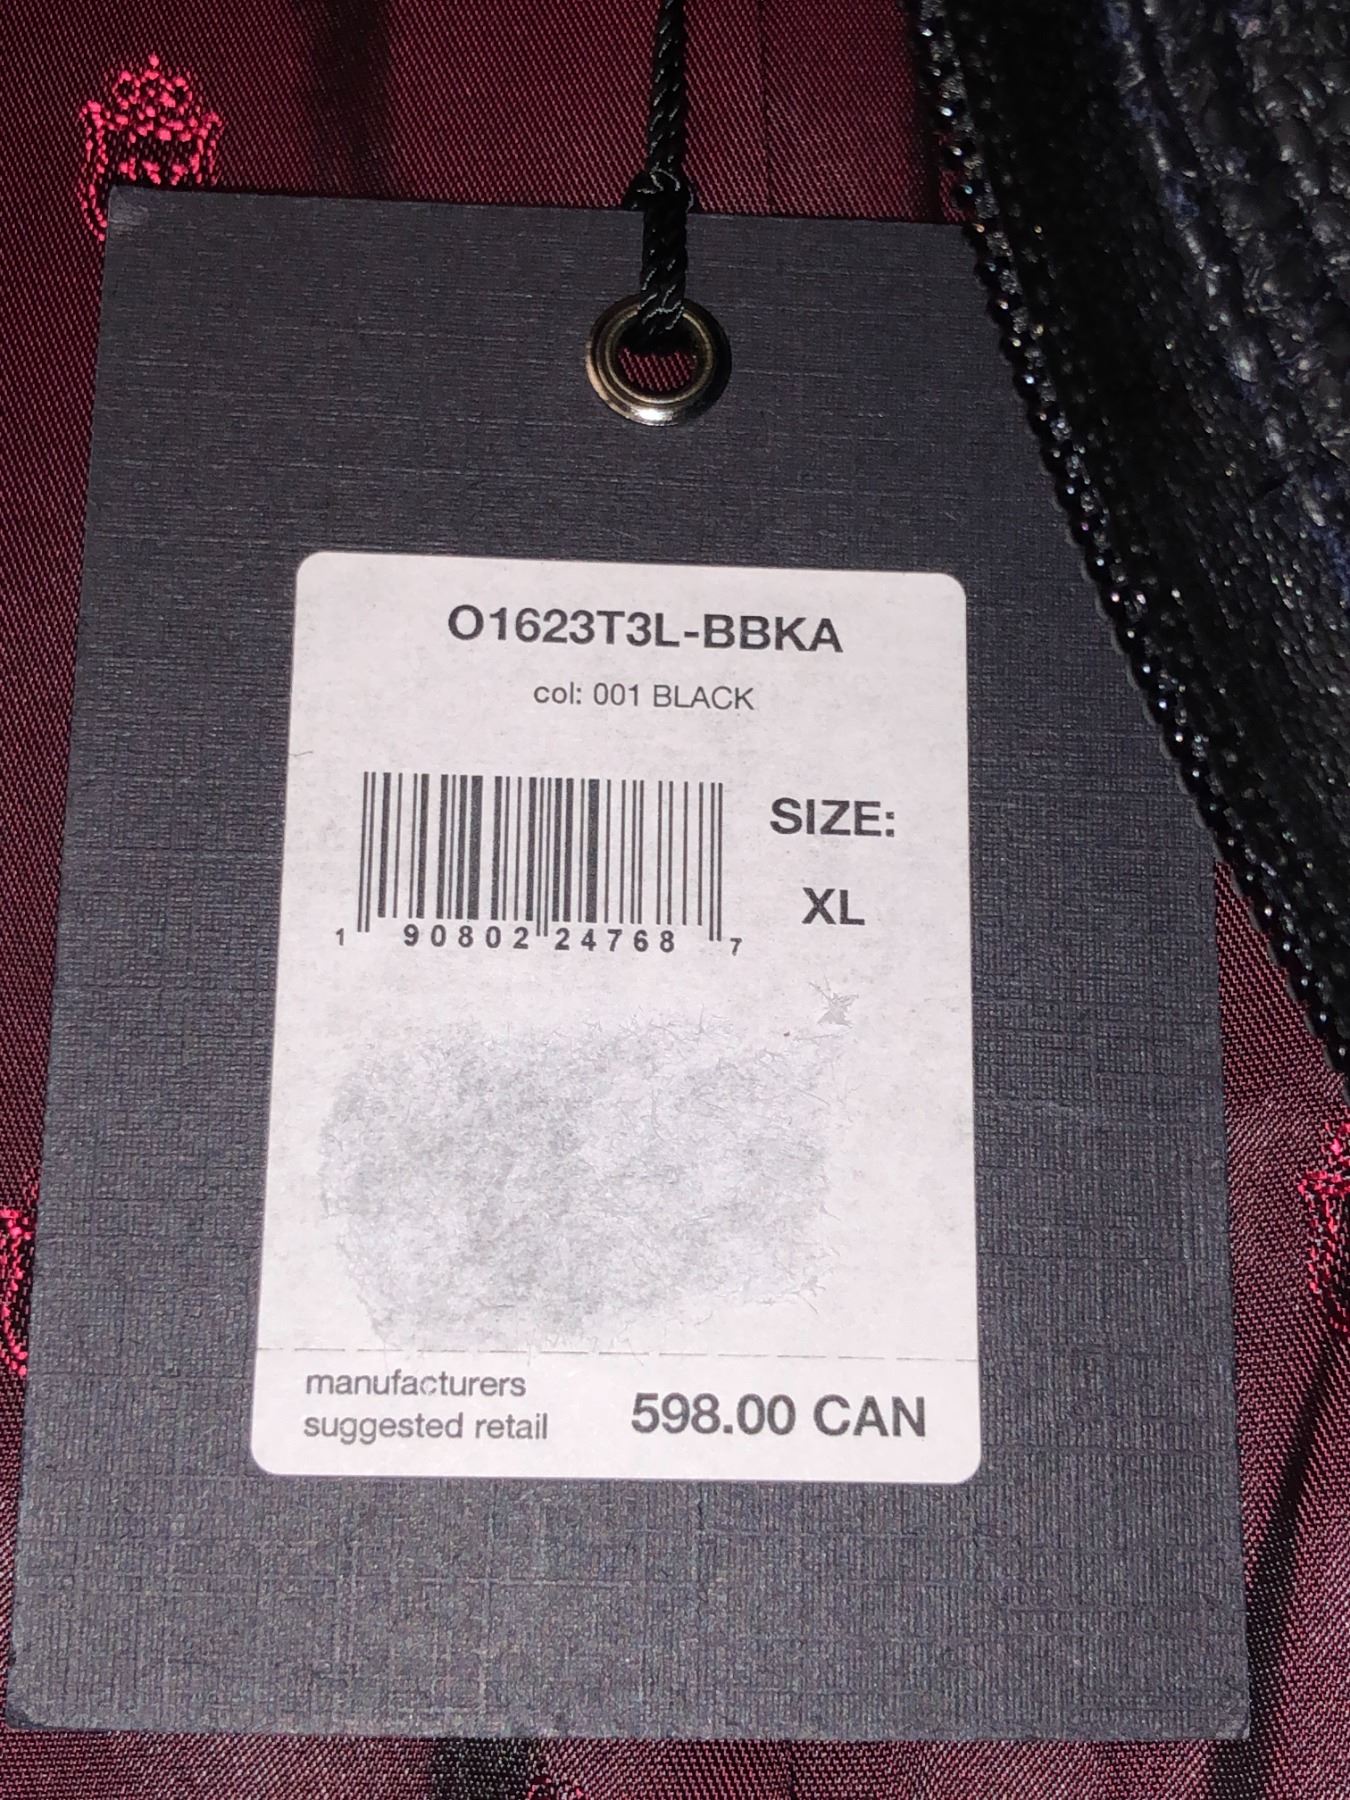 O1623T3L-BBKA
col: 001 BLACK
SIZE:
XL
1 90802 24768 7
manufacturers
suggested retail
598.00 CAN